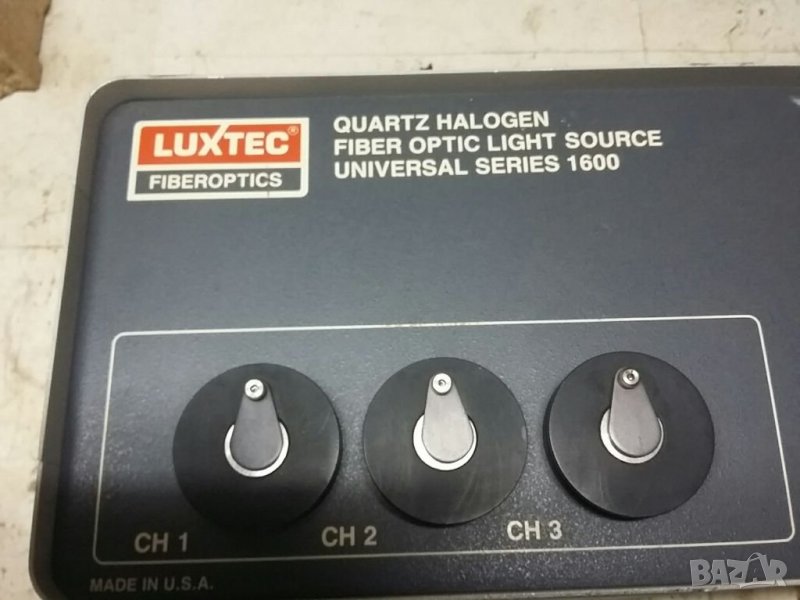 LUXTEC®
FIBEROPTICS
QUARTZ HALOGEN
FIBER OPTIC LIGHT SOURCE
UNIVERSAL SERIES 1600
CH 1
CH 2
CH 3
MADE IN U.S.A.
BAZAR